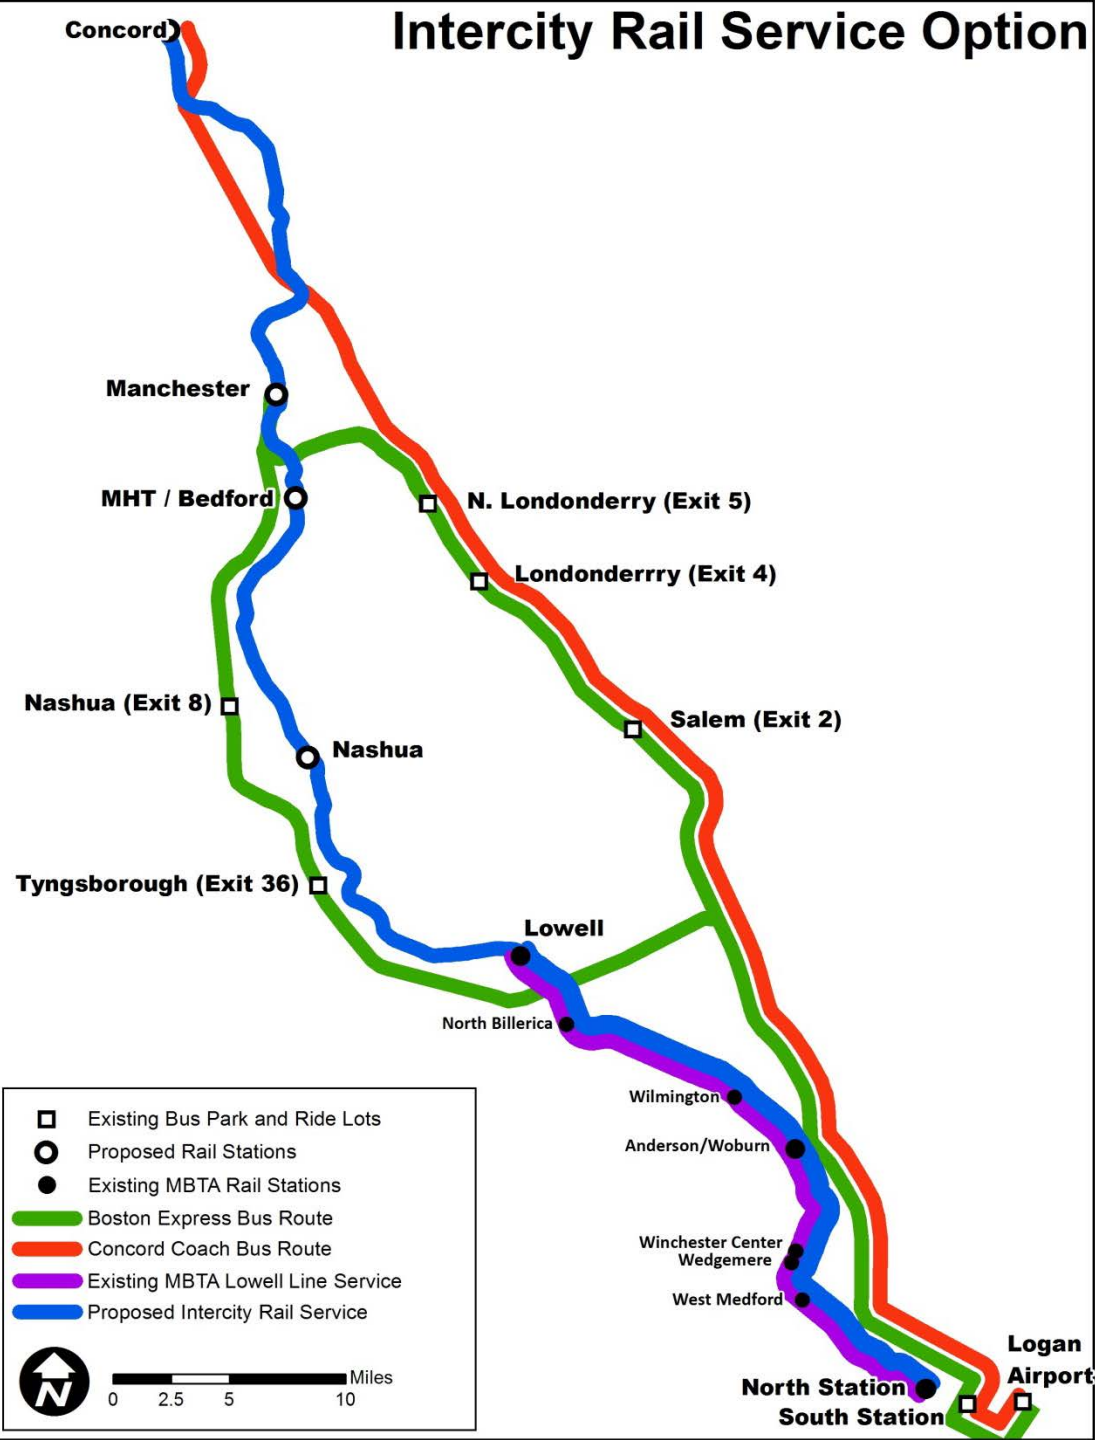 Intercity Rail Service Option
Concord
Manchester
MHT / Bedford
N. Londonderry (Exit 5)
Londonderrry (Exit 4)
Nashua (Exit 8)
Salem (Exit 2)
Nashua
Tyngsborough (Exit 36)
Lowell
North Billerica
Wilmington
Anderson/Woburn
Winchester Center
Wedgemere
West Medford
Logan
Airport
North Station
South Station
Existing Bus Park and Ride Lots
Proposed Rail Stations
Existing MBTA Rail Stations
Boston Express Bus Route
Concord Coach Bus Route
Existing MBTA Lowell Line Service
Proposed Intercity Rail Service
N
Miles
0 2.5 5 10